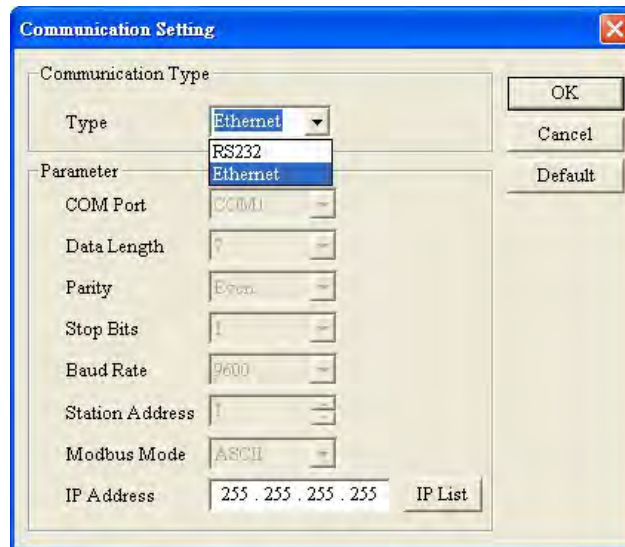 Communication Setting
Communication Type
Type Ethernet
RS232
Ethernet
OK
Cancel
Default
Parameter
COM Port COM1
Data Length 7
Parity Even
Stop Bits 1
Baud Rate 9600
Station Address 1
Modbus Mode ASCII
IP Address 255 . 255 . 255 . 255 IP List